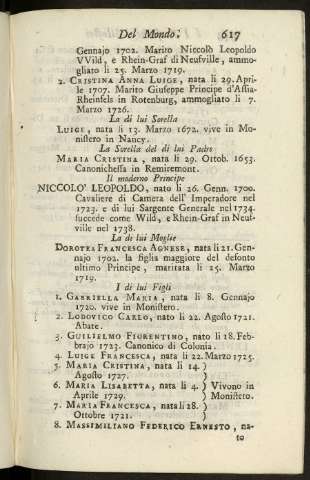 Del Mondo. 617
Gennajo 1702. Marito Niccolò Leopoldo
VVild, e Rhein-Graf di Neufville, ammo-
gliato li 25. Marzo 1719.
2. CRISTINA ANNA LUIGE, nata li 29. Apri-
le 1707. Marito Giuseppe Principe d'Assia-
Rheinfels in Rotenburg, ammogliato li 7.
Marzo 1726.
La di lui Sorella
LUIGE, nata li 13. Marzo 1672. vive in Mo-
nistero in Nancy.
La Sorella del di lui Padre
MARIA CRISTINA, nata li 29. Ottob. 1653.
Canonichessa in Remiremont.
Il moderno Principe
NICCOLO' LEOPOLDO, nato li 26. Genn. 1700.
Cavaliere di Camera dell' Imperadore nel
1723. e di lui Sargente Generale nel 1734.
succede come Wild, e Rhein-Graf in Neuf-
ville nel 1738.
La de lui Moglie
DOROTEA FRANCESCA AGNESE, nata li 21. Gen-
najo 1702. la figlia maggiore del defonto
ultimo Principe, maritata li 25. Marzo
1719.
I di lui Figli
1. GABRIELLA MARIA, nata li 8. Gennajo
1720. vive in Monistero.
2. LODOVICO CARLO, nato li 22. Agosto 1721.
Abate.
3. GUILIELMO FIORENTINO, nato li 18. Feb-
brajo 1723. Canonico di Colonia.
4. LUIGE FRANCESCA, nata li 22. Marzo 1725.
5. MARIA CRISTINA, nata li 14. )
Agosto 1727. )
6. MARIA LISABETTA, nata li 4. ) Vivono in
Aprile 1729. ) Monistero.
7. MARIA FRANCESCA, nata li 28. )
Ottobre 1721. )
8. MASSIMILIANO FEDERICO ERNESTO, na-
to